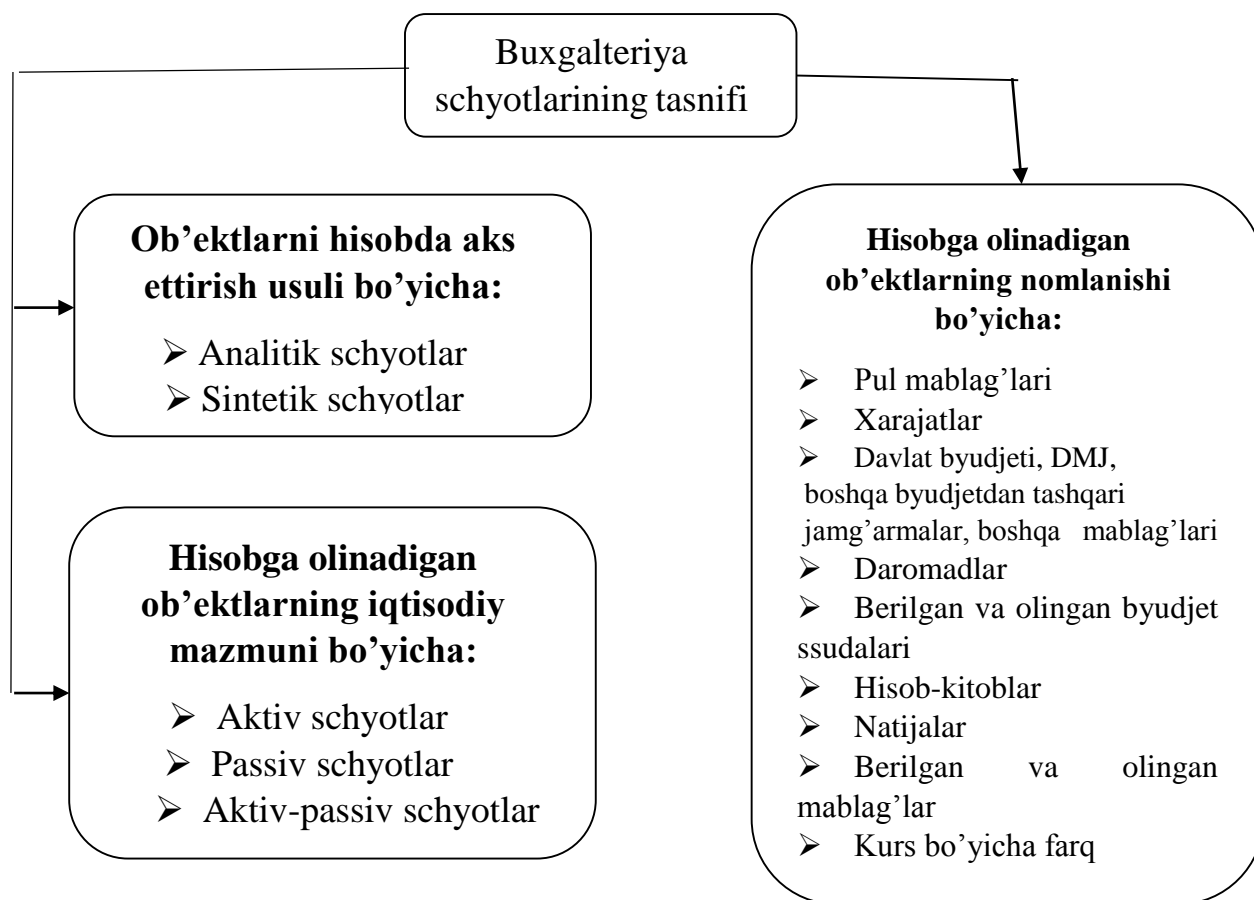 Buxgalteriya
schyotlarining tasnifi
Ob’ektlarni hisobda aks
ettirish usuli bo’yicha:
➢ Analitik schyotlar
➢ Sintetik schyotlar
Hisobga olinadigan
ob’ektlarning iqtisodiy
mazmuni bo’yicha:
➢ Aktiv schyotlar
➢ Passiv schyotlar
➢ Aktiv-passiv schyotlar
Hisobga olinadigan
ob’ektlarning nomlanishi
bo’yicha:
➢ Pul mablag’lari
➢ Xarajatlar
➢ Davlat byudjeti, DMJ,
boshqa byudjetdan tashqari
jamg’armalar, boshqa mablag’lari
➢ Daromadlar
➢ Berilgan va olingan byudjet
ssudalari
➢ Hisob-kitoblar
➢ Natijalar
➢ Berilgan va olingan
mablag’lar
➢ Kurs bo’yicha farq